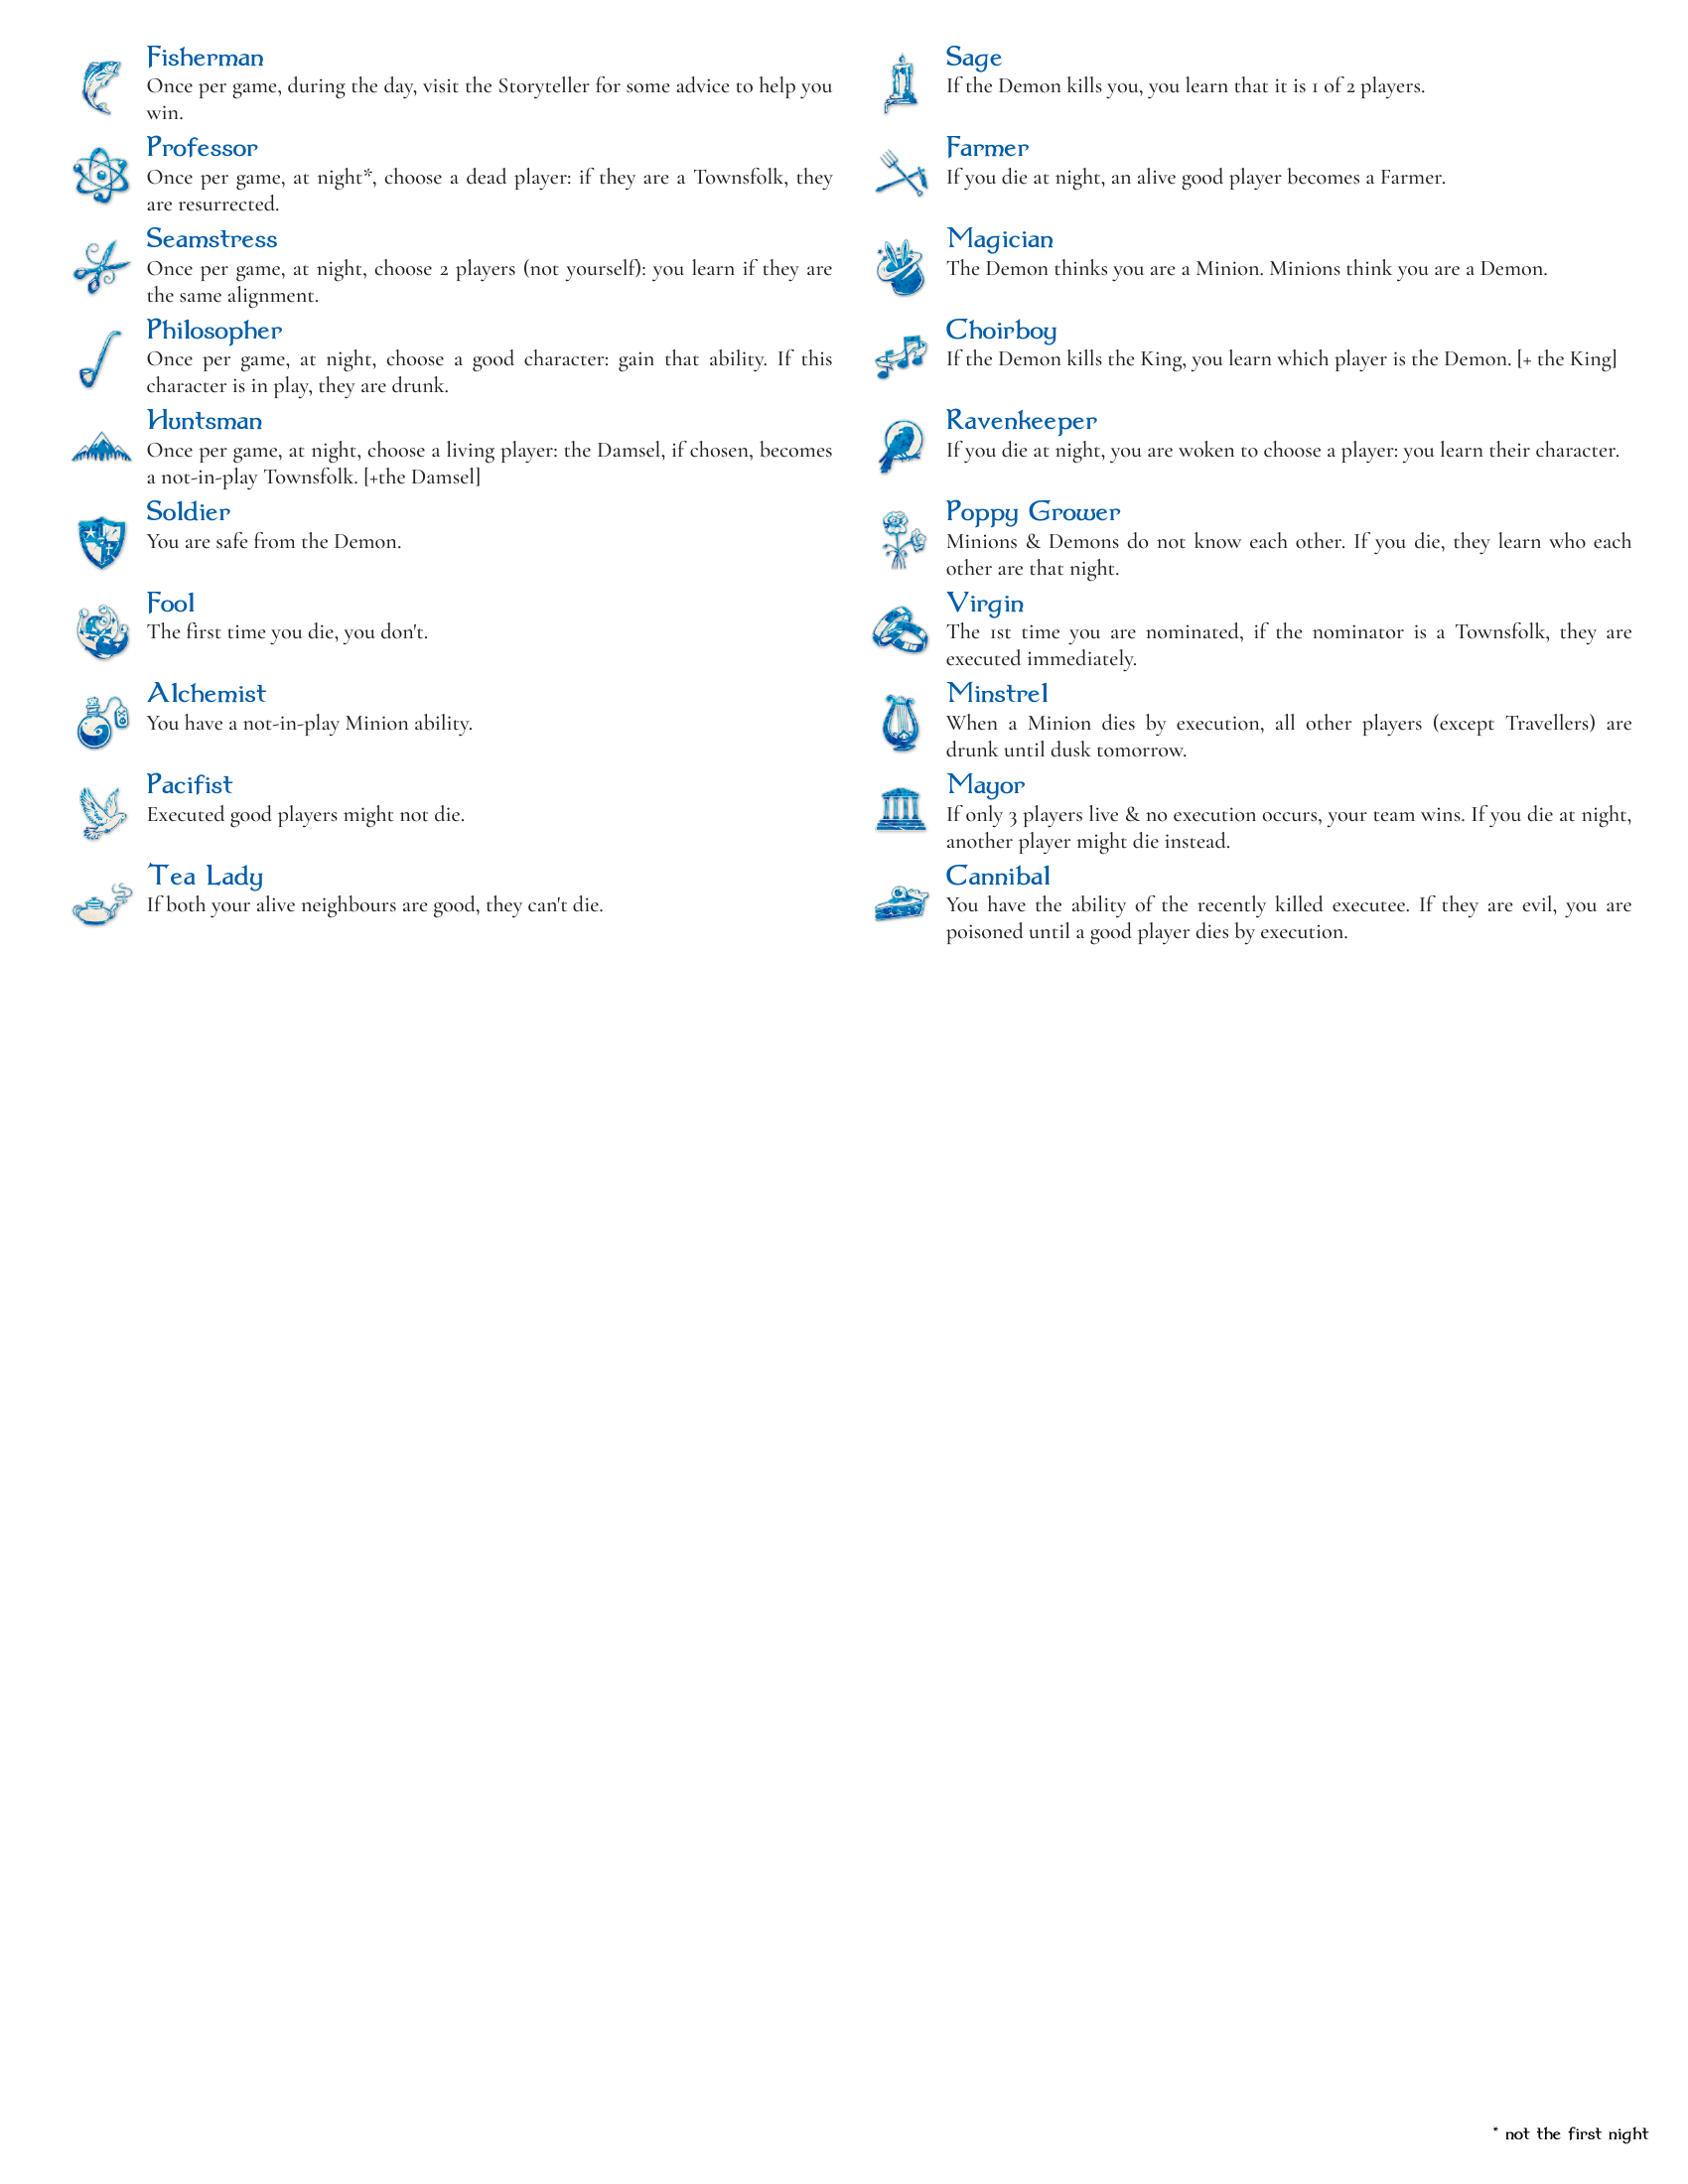 Fisherman
Once per game, during the day, visit the Storyteller for some advice to help you
win.
Professor
Once per game, at night*, choose a dead player: if they are a Townsfolk, they
are resurrected.
Seamstress
Once per game, at night, choose 2 players (not yourself): you learn if they are
the same alignment.
Philosopher
Once per game, at night, choose a good character: gain that ability. If this
character is in play, they are drunk.
Huntsman
Once per game, at night, choose a living player: the Damsel, if chosen, becomes
a not-in-play Townsfolk. [+the Damsel]
Soldier
You are safe from the Demon.
Fool
The first time you die, you don't.
Alchemist
You have a not-in-play Minion ability.
Pacifist
Executed good players might not die.
Tea Lady
If both your alive neighbours are good, they can't die.
Sage
If the Demon kills you, you learn that it is 1 of 2 players.
Farmer
If you die at night, an alive good player becomes a Farmer.
Magician
The Demon thinks you are a Minion. Minions think you are a Demon.
Choirboy
If the Demon kills the King, you learn which player is the Demon. [+ the King]
Ravenkeeper
If you die at night, you are woken to choose a player: you learn their character.
Poppy Grower
Minions & Demons do not know each other. If you die, they learn who each
other are that night.
Virgin
The 1st time you are nominated, if the nominator is a Townsfolk, they are
executed immediately.
Minstrel
When a Minion dies by execution, all other players (except Travellers) are
drunk until dusk tomorrow.
Mayor
If only 3 players live & no execution occurs, your team wins. If you die at night,
another player might die instead.
Cannibal
You have the ability of the recently killed executee. If they are evil, you are
poisoned until a good player dies by execution.
* not the first night